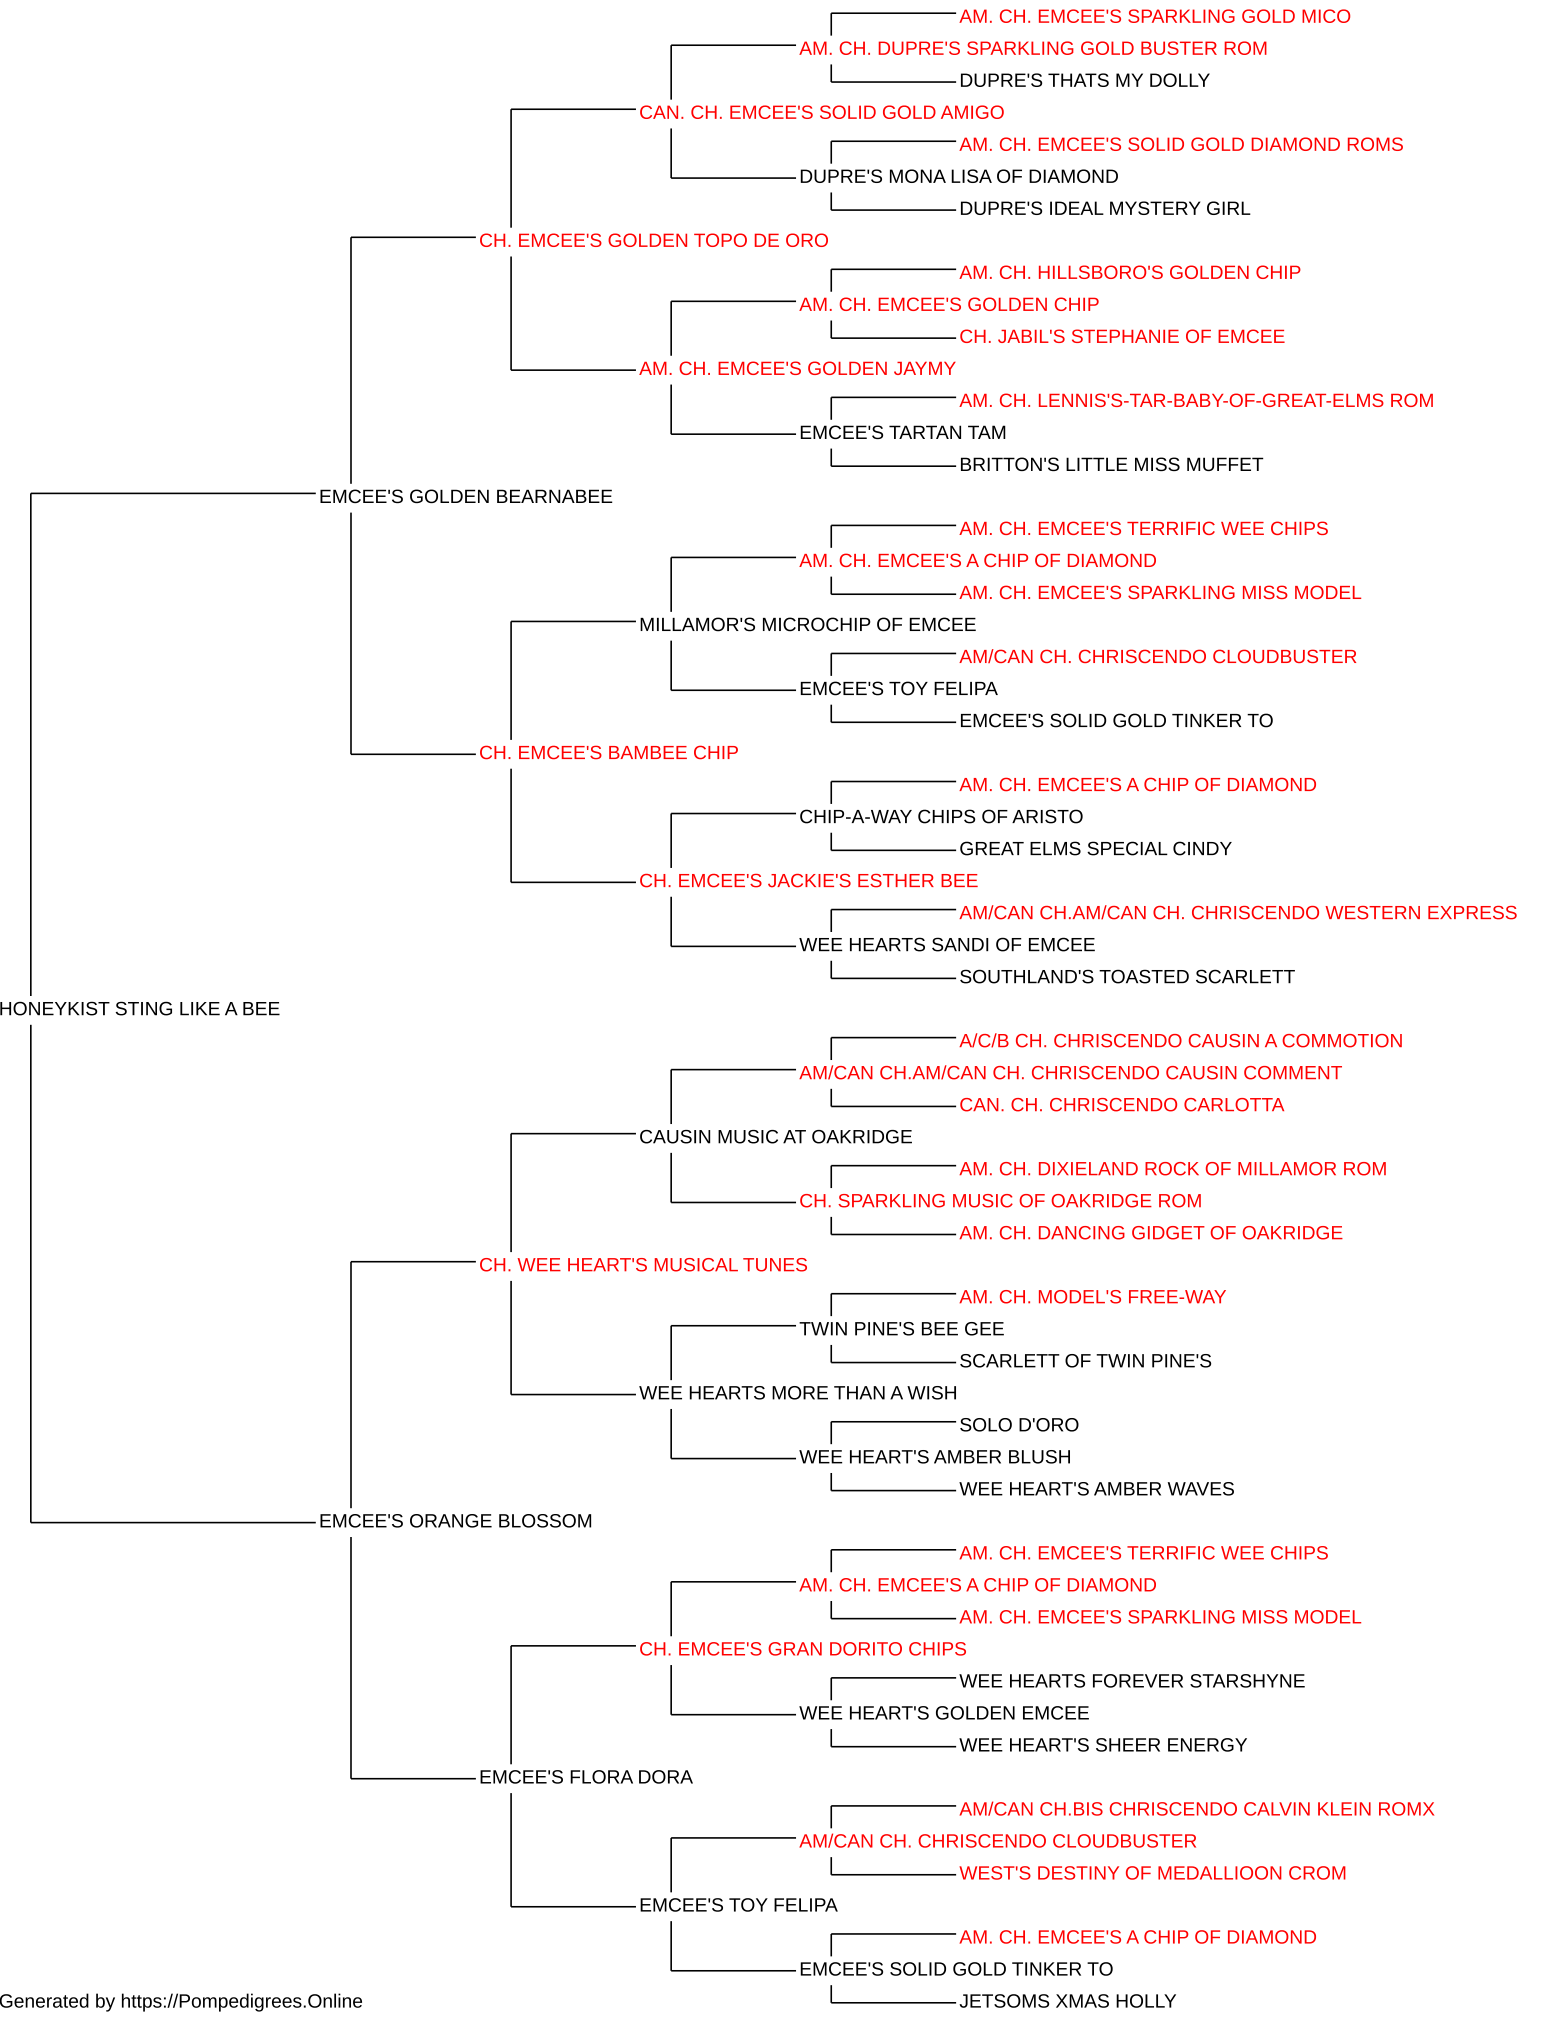 AM. CH. EMCEE'S SPARKLING GOLD MICO
AM. CH. DUPRE'S SPARKLING GOLD BUSTER ROM
DUPRE'S THATS MY DOLLY
CAN. CH. EMCEE'S SOLID GOLD AMIGO
AM. CH. EMCEE'S SOLID GOLD DIAMOND ROMS
DUPRE'S MONA LISA OF DIAMOND
DUPRE'S IDEAL MYSTERY GIRL
CH. EMCEE'S GOLDEN TOPO DE ORO
AM. CH. HILLSBORO'S GOLDEN CHIP
AM. CH. EMCEE'S GOLDEN CHIP
CH. JABIL'S STEPHANIE OF EMCEE
AM. CH. EMCEE'S GOLDEN JAYMY
AM. CH. LENNIS'S-TAR-BABY-OF-GREAT-ELMS ROM
EMCEE'S TARTAN TAM
BRITTON'S LITTLE MISS MUFFET
EMCEE'S GOLDEN BEARNABEE
AM. CH. EMCEE'S TERRIFIC WEE CHIPS
AM. CH. EMCEE'S A CHIP OF DIAMOND
AM. CH. EMCEE'S SPARKLING MISS MODEL
MILLAMOR'S MICROCHIP OF EMCEE
AM/CAN CH. CHRISCENDO CLOUDBUSTER
EMCEE'S TOY FELIPA
EMCEE'S SOLID GOLD TINKER TO
CH. EMCEE'S BAMBEE CHIP
AM. CH. EMCEE'S A CHIP OF DIAMOND
CHIP-A-WAY CHIPS OF ARISTO
GREAT ELMS SPECIAL CINDY
CH. EMCEE'S JACKIE'S ESTHER BEE
AM/CAN CH.AM/CAN CH. CHRISCENDO WESTERN EXPRESS
WEE HEARTS SANDI OF EMCEE
SOUTHLAND'S TOASTED SCARLETT
HONEYKIST STING LIKE A BEE
A/C/B CH. CHRISCENDO CAUSIN A COMMOTION
AM/CAN CH.AM/CAN CH. CHRISCENDO CAUSIN COMMENT
CAN. CH. CHRISCENDO CARLOTTA
CAUSIN MUSIC AT OAKRIDGE
AM. CH. DIXIELAND ROCK OF MILLAMOR ROM
CH. SPARKLING MUSIC OF OAKRIDGE ROM
AM. CH. DANCING GIDGET OF OAKRIDGE
CH. WEE HEART'S MUSICAL TUNES
AM. CH. MODEL'S FREE-WAY
TWIN PINE'S BEE GEE
SCARLETT OF TWIN PINE'S
WEE HEARTS MORE THAN A WISH
SOLO D'ORO
WEE HEART'S AMBER BLUSH
WEE HEART'S AMBER WAVES
EMCEE'S ORANGE BLOSSOM
AM. CH. EMCEE'S TERRIFIC WEE CHIPS
AM. CH. EMCEE'S A CHIP OF DIAMOND
AM. CH. EMCEE'S SPARKLING MISS MODEL
CH. EMCEE'S GRAN DORITO CHIPS
WEE HEARTS FOREVER STARSHYNE
WEE HEART'S GOLDEN EMCEE
WEE HEART'S SHEER ENERGY
EMCEE'S FLORA DORA
AM/CAN CH.BIS CHRISCENDO CALVIN KLEIN ROMX
AM/CAN CH. CHRISCENDO CLOUDBUSTER
WEST'S DESTINY OF MEDALLIOON CROM
EMCEE'S TOY FELIPA
AM. CH. EMCEE'S A CHIP OF DIAMOND
EMCEE'S SOLID GOLD TINKER TO
JETSOMS XMAS HOLLY
Generated by https://Pompedigrees.Online